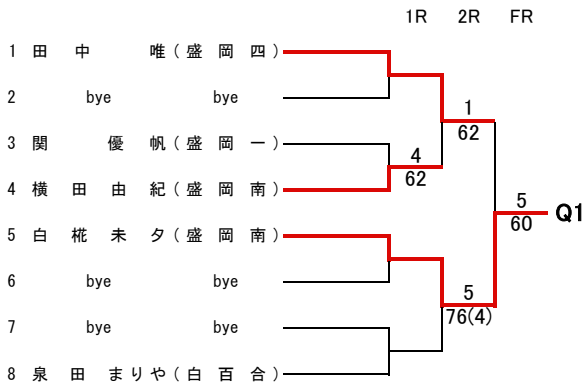 1R 2R FR
1 田中 唯(盛岡四)
2 bye bye
1
62
3 関 優帆(盛岡一)
4
62
4 横田由紀(盛岡南)
5
60
Q1
5 白椛未夕(盛岡南)
6 bye bye
5
76(4)
7 bye bye
8 泉田まりや(白百合)